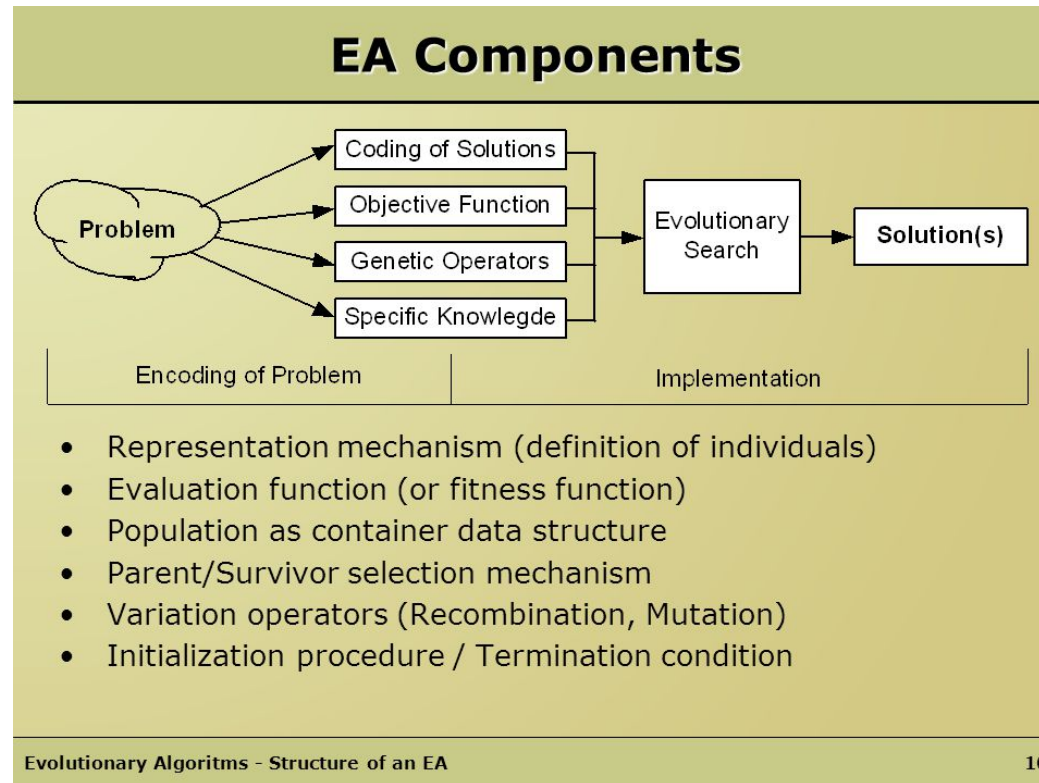 EA Components
Problem
Coding of Solutions
Objective Function
Genetic Operators
Specific Knowlegde
Evolutionary
Search
Solution(s)
Encoding of Problem
Implementation
• Representation mechanism (definition of individuals)
• Evaluation function (or fitness function)
• Population as container data structure
• Parent/Survivor selection mechanism
• Variation operators (Recombination, Mutation)
• Initialization procedure / Termination condition
Evolutionary Algoritms - Structure of an EA